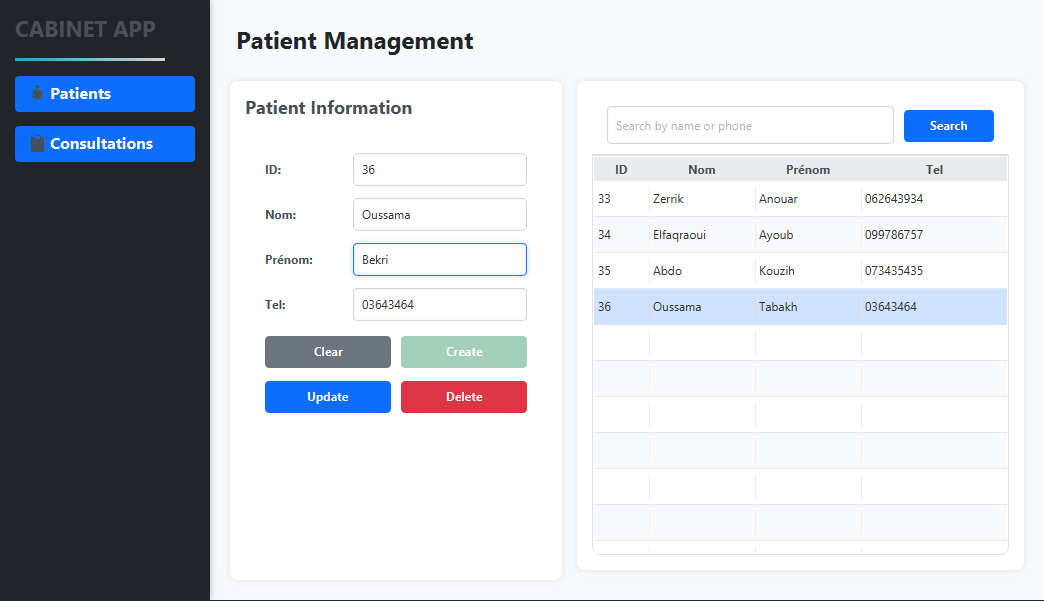 CABINET APP
Patients
Consultations
Patient Management
Patient Information
ID: 36
Nom: Oussama
Prénom: Bekri
Tel: 03643464
Clear Create
Update Delete
Search by name or phone Search
ID Nom Prénom Tel
33 Zerrik Anouar 062643934
34 Elfaqraoui Ayoub 099786757
35 Abdo Kouzih 073435435
36 Oussama Tabakh 03643464